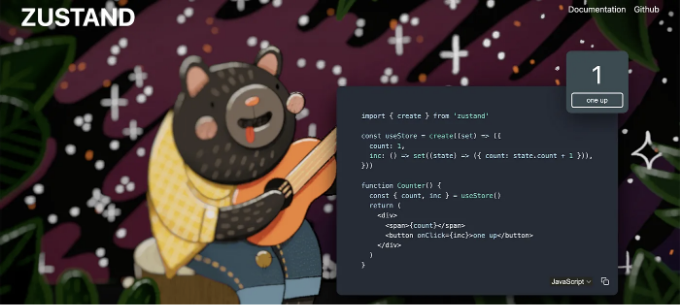 ZUSTAND
Documentation Github
1
one up
import { create } from 'zustand'
const useStore = create((set) => ({
  count: 1,
  inc: () => set((state) => ({ count: state.count + 1 })),
}))
function Counter() {
  const { count, inc } = useStore()
  return (
    <div>
      <span>{count}</span>
      <button onClick={inc}>one up</button>
    </div>
  )
}
JavaScript